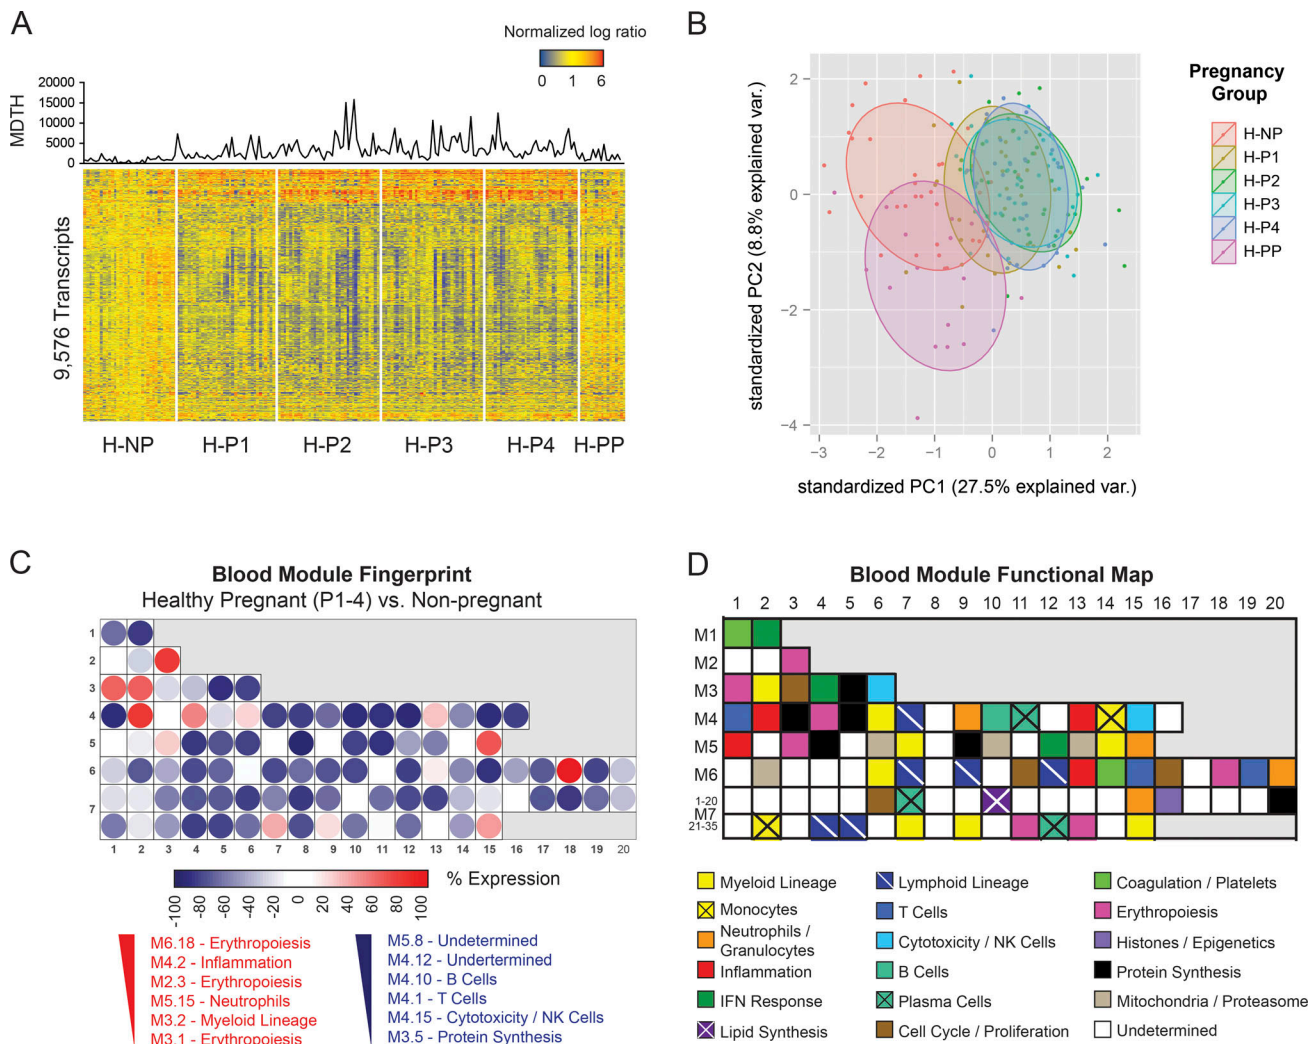 A
Normalized log ratio
0 1 6
MDTH
20000
15000
10000
5000
0
9,576 Transcripts
H-NP H-P1 H-P2 H-P3 H-P4 H-PP
B
standardized PC2 (8.8% explained var.)
2
0
−2
−4
−3 −2 −1 0 1 2
standardized PC1 (27.5% explained var.)
Pregnancy
Group
H-NP
H-P1
H-P2
H-P3
H-P4
H-PP
C
Blood Module Fingerprint
Healthy Pregnant (P1-4) vs. Non-pregnant
1
2
3
4
5
6
7
1 2 3 4 5 6 7 8 9 10 11 12 13 14 15 16 17 18 19 20
% Expression
-100 -80 -60 -40 -20 0 20 40 60 80 100
M6.18 - Erythropoiesis
M4.2 - Inflammation
M2.3 - Erythropoiesis
M5.15 - Neutrophils
M3.2 - Myeloid Lineage
M3.1 - Erythropoiesis
M5.8 - Undetermined
M4.12 - Undertermined
M4.10 - B Cells
M4.1 - T Cells
M4.15 - Cytotoxicity / NK Cells
M3.5 - Protein Synthesis
D
Blood Module Functional Map
1 2 3 4 5 6 7 8 9 10 11 12 13 14 15 16 17 18 19 20
M1
M2
M3
M4
M5
M6
1-20
M7
21-35
Myeloid Lineage
Monocytes
Neutrophils /
Granulocytes
Inflammation
IFN Response
Lipid Synthesis
Lymphoid Lineage
T Cells
Cytotoxicity / NK Cells
B Cells
Plasma Cells
Cell Cycle / Proliferation
Coagulation / Platelets
Erythropoiesis
Histones / Epigenetics
Protein Synthesis
Mitochondria / Proteasome
Undetermined